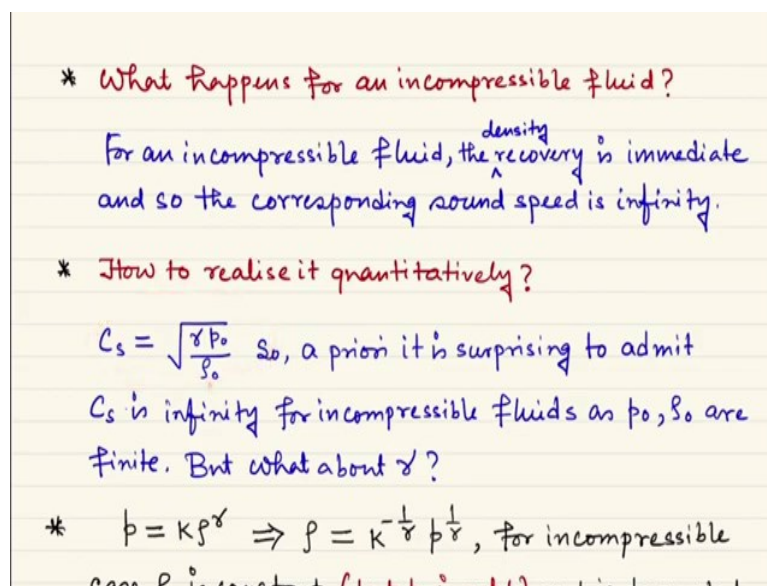 * What happens for an incompressible fluid?
density
For an incompressible fluid, the ^ recovery is immediate
and so the corresponding sound speed is infinity.
* How to realise it quantitatively?
Cₛ = √(γp₀/ρ₀) So, a priori it is surprising to admit
Cₛ is infinity for incompressible fluids as p₀, ρ₀ are
finite. But what about γ?
* p = Kρ^γ ⇒ ρ = K^(-1/γ) p^(1/γ), for incompressible